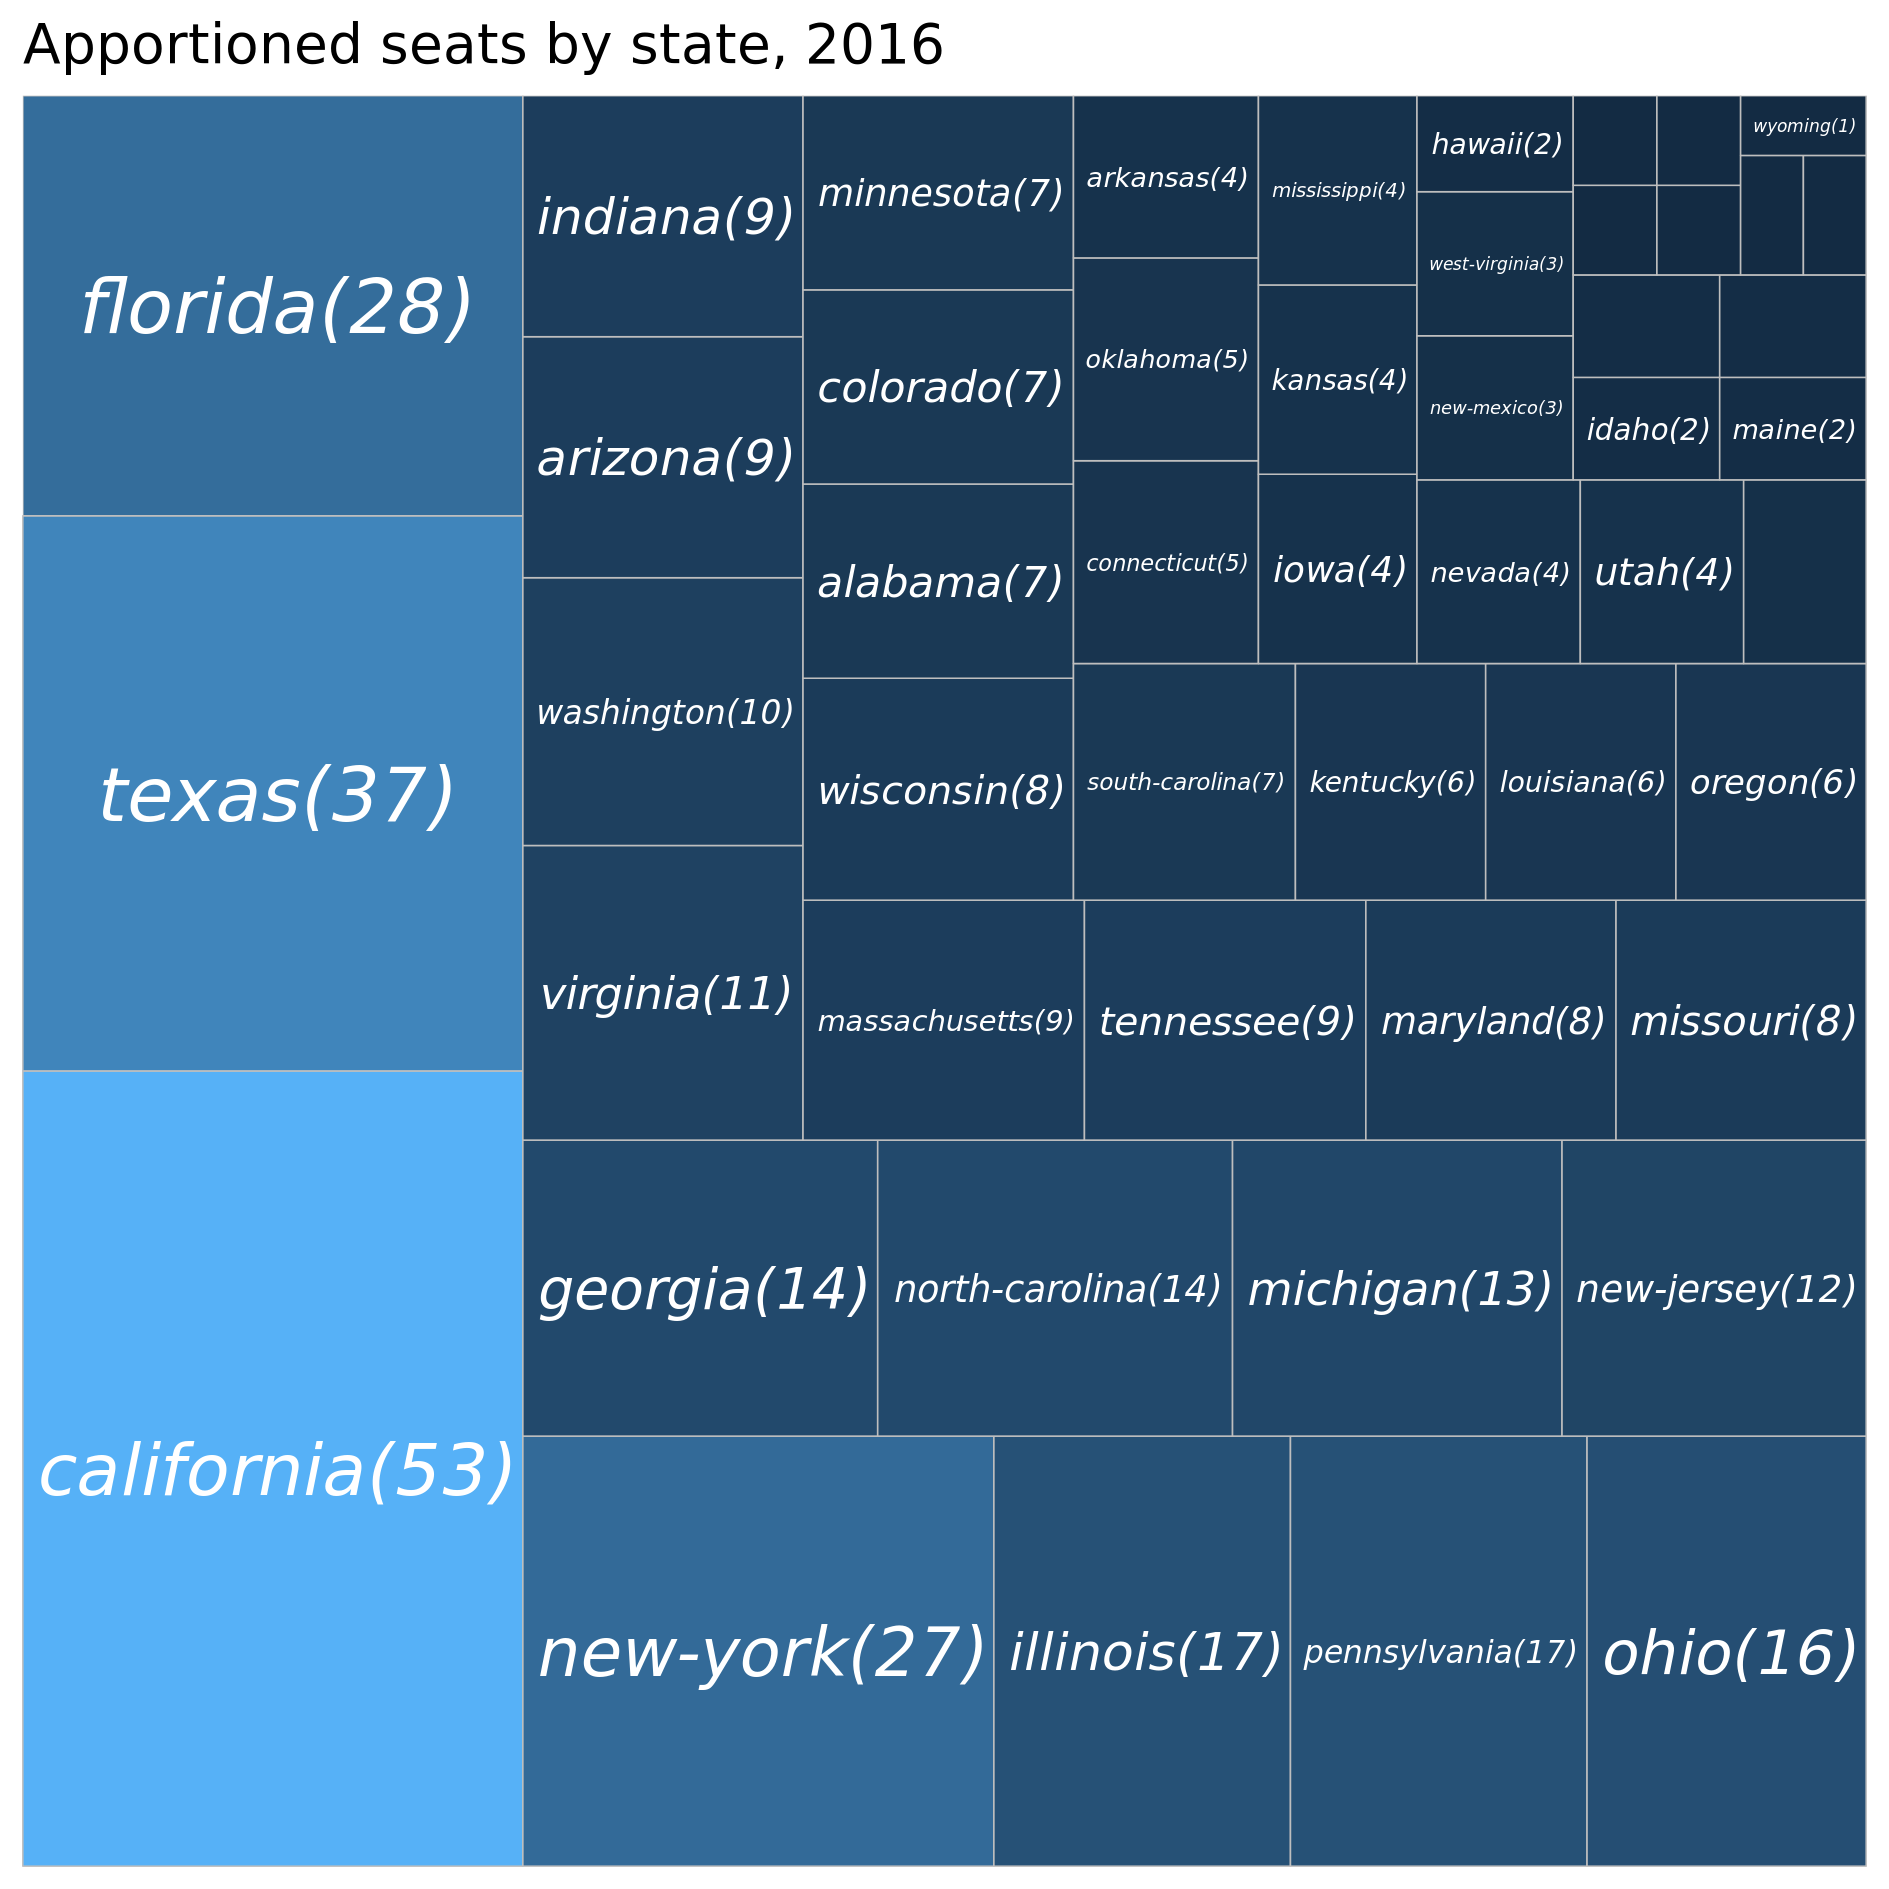 Apportioned seats by state, 2016
florida(28)
texas(37)
california(53)
indiana(9)
arizona(9)
washington(10)
virginia(11)
minnesota(7)
colorado(7)
alabama(7)
wisconsin(8)
arkansas(4)
oklahoma(5)
connecticut(5)
mississippi(4)
kansas(4)
iowa(4)
hawaii(2)
west-virginia(3)
new-mexico(3)
wyoming(1)
idaho(2)
maine(2)
nevada(4)
utah(4)
south-carolina(7)
kentucky(6)
louisiana(6)
oregon(6)
massachusetts(9)
tennessee(9)
maryland(8)
missouri(8)
georgia(14)
north-carolina(14)
michigan(13)
new-jersey(12)
new-york(27)
illinois(17)
pennsylvania(17)
ohio(16)